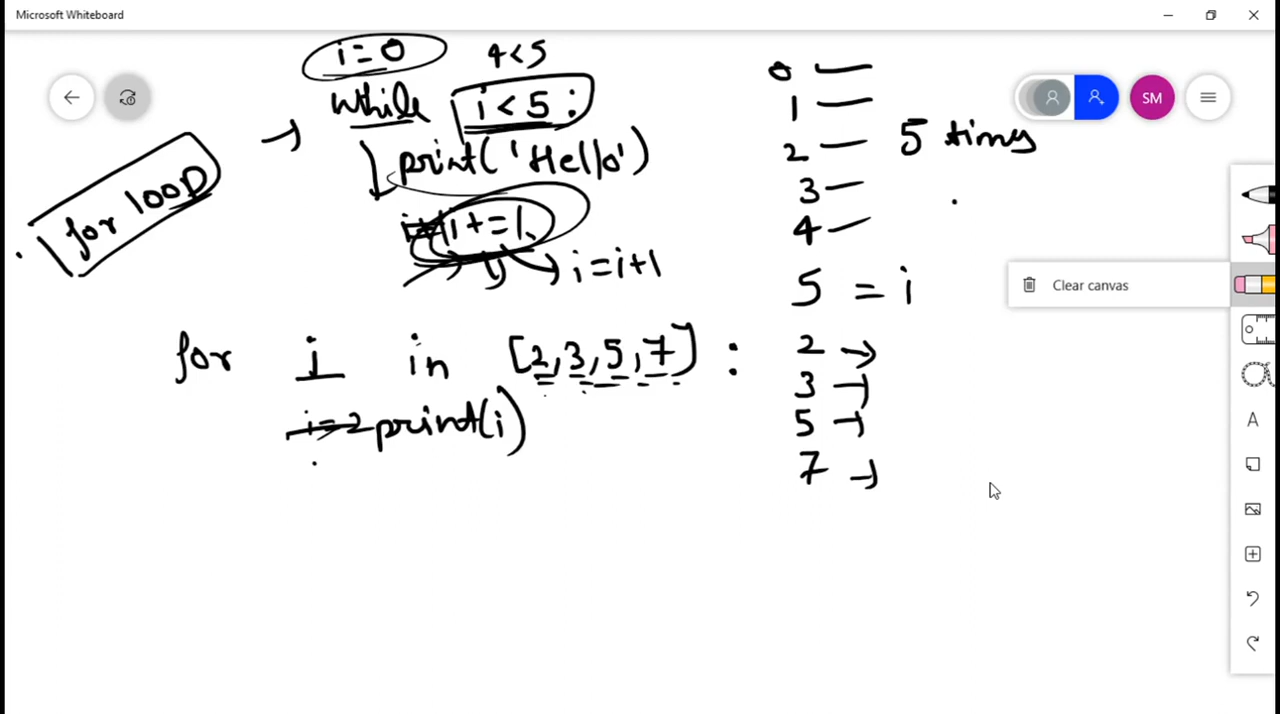 Microsoft Whiteboard
i=0 4<5
while i<5:
print('Hello')
i+=1
i=i+1
for loop
0
1
2
3
4
5 times
5 = i
Clear canvas
SM
for i in [2,3,5,7]:
i=2 print(i)
2
3
5
7
A